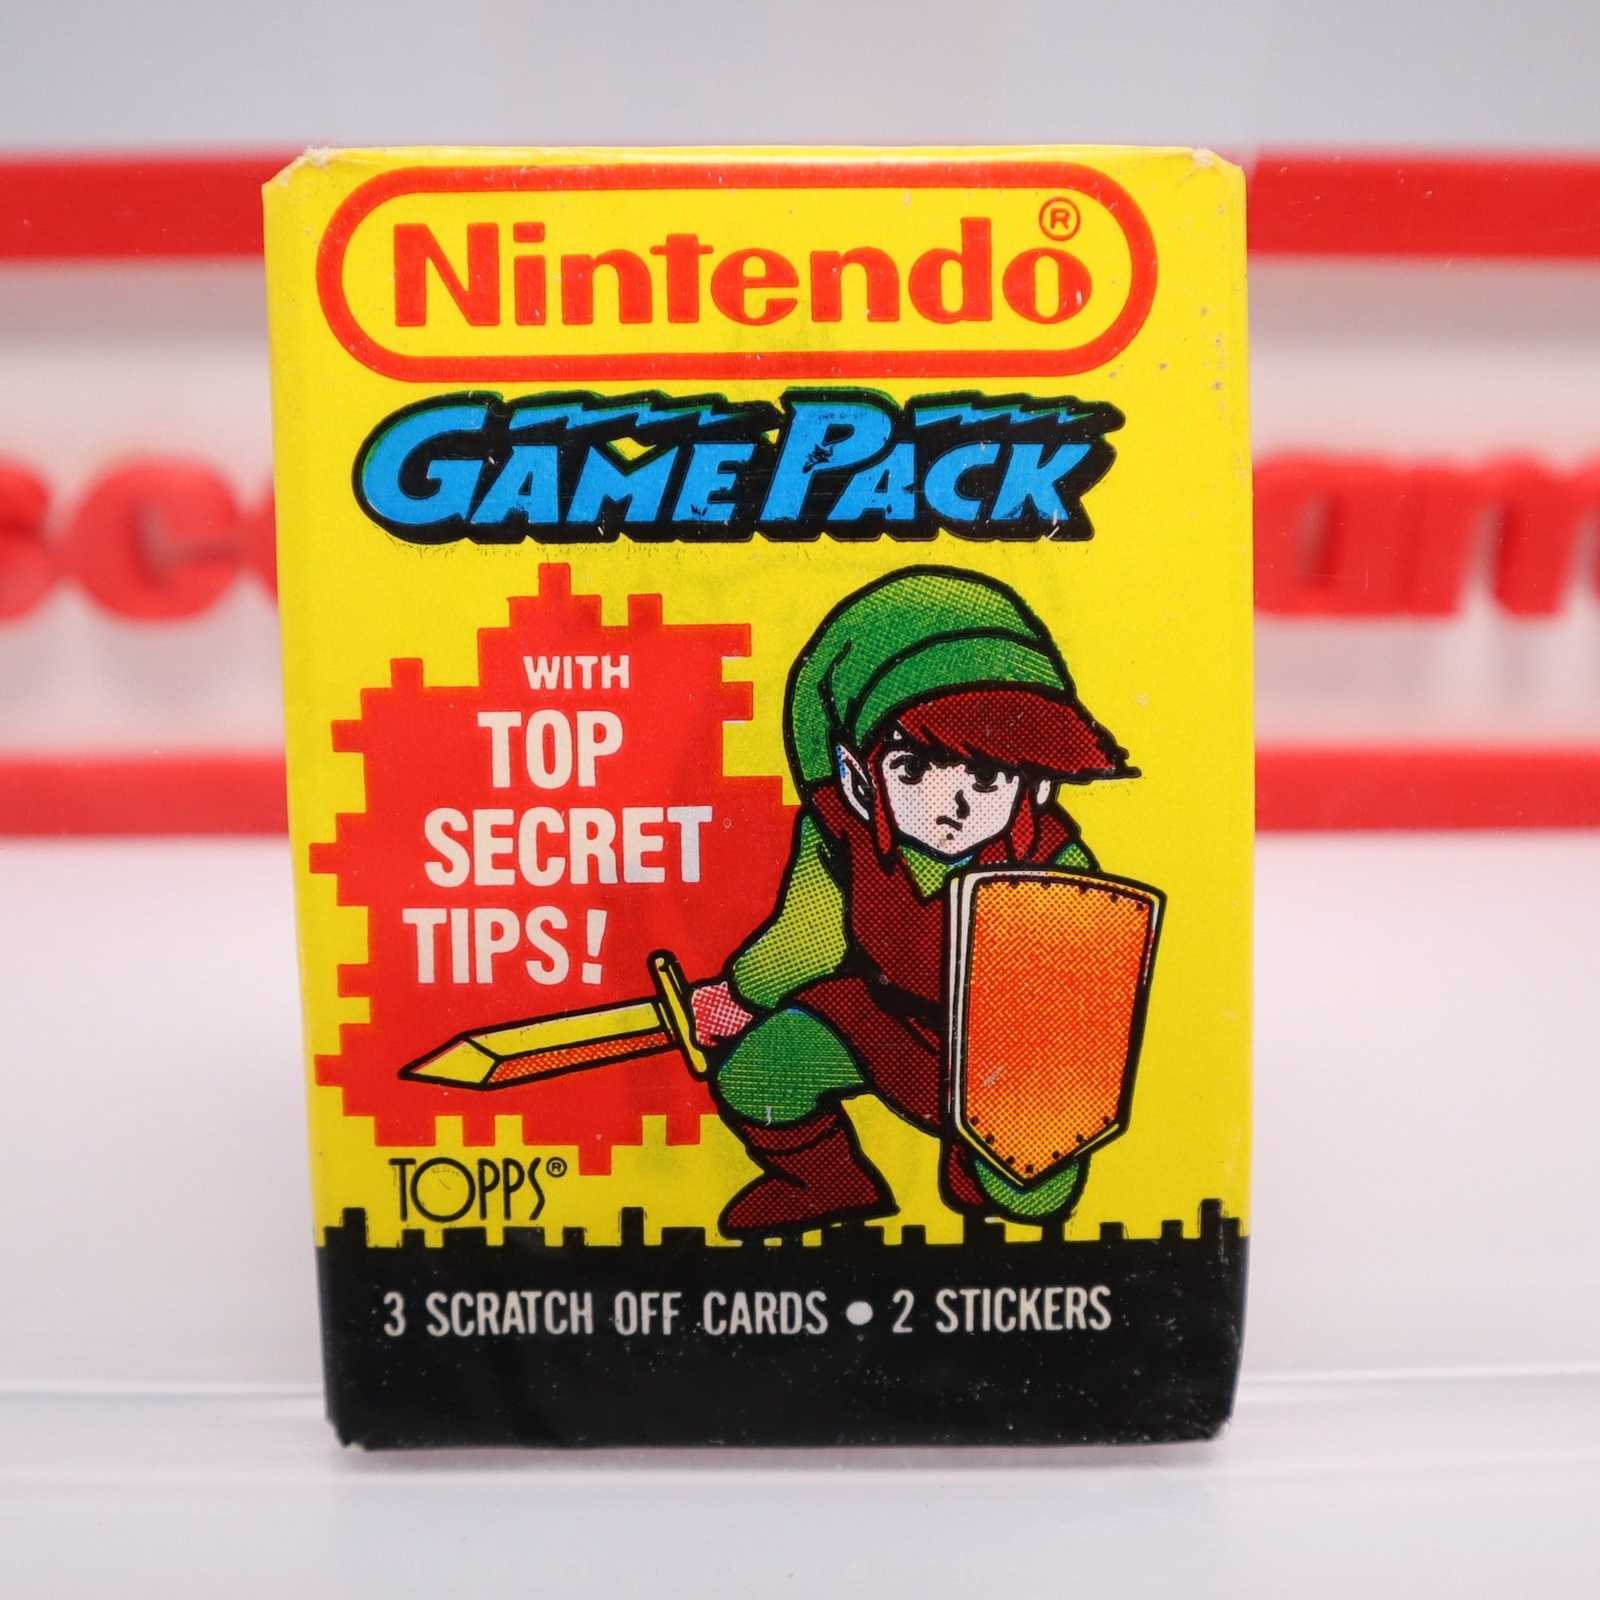 Nintendo®
GAME PACK
WITH
TOP
SECRET
TIPS!
TOPPS®
3 SCRATCH OFF CARDS • 2 STICKERS